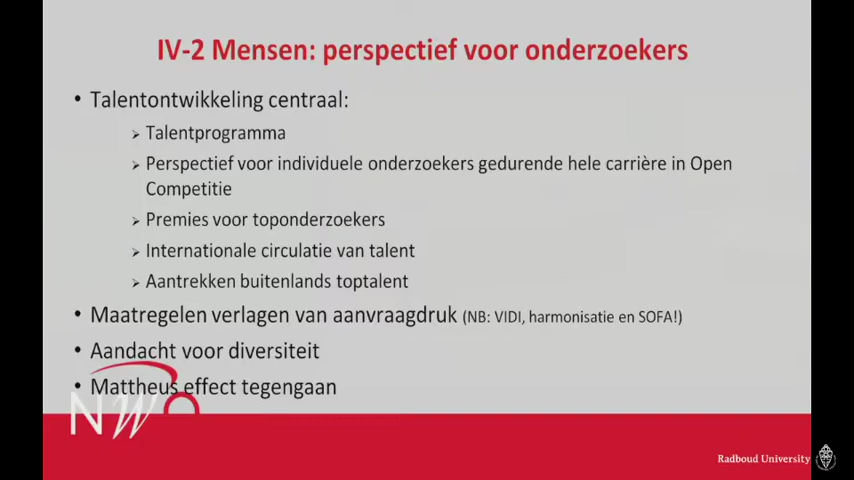 IV-2 Mensen: perspectief voor onderzoekers
• Talentontwikkeling centraal:
➢ Talentprogramma
➢ Perspectief voor individuele onderzoekers gedurende hele carrière in Open
Competitie
➢ Premies voor toponderzoekers
➢ Internationale circulatie van talent
➢ Aantrekken buitenlands toptalent
• Maatregelen verlagen van aanvraagdruk (NB: VIDI, harmonisatie en SOFA!)
• Aandacht voor diversiteit
• Mattheus effect tegengaan
NWO
Radboud University